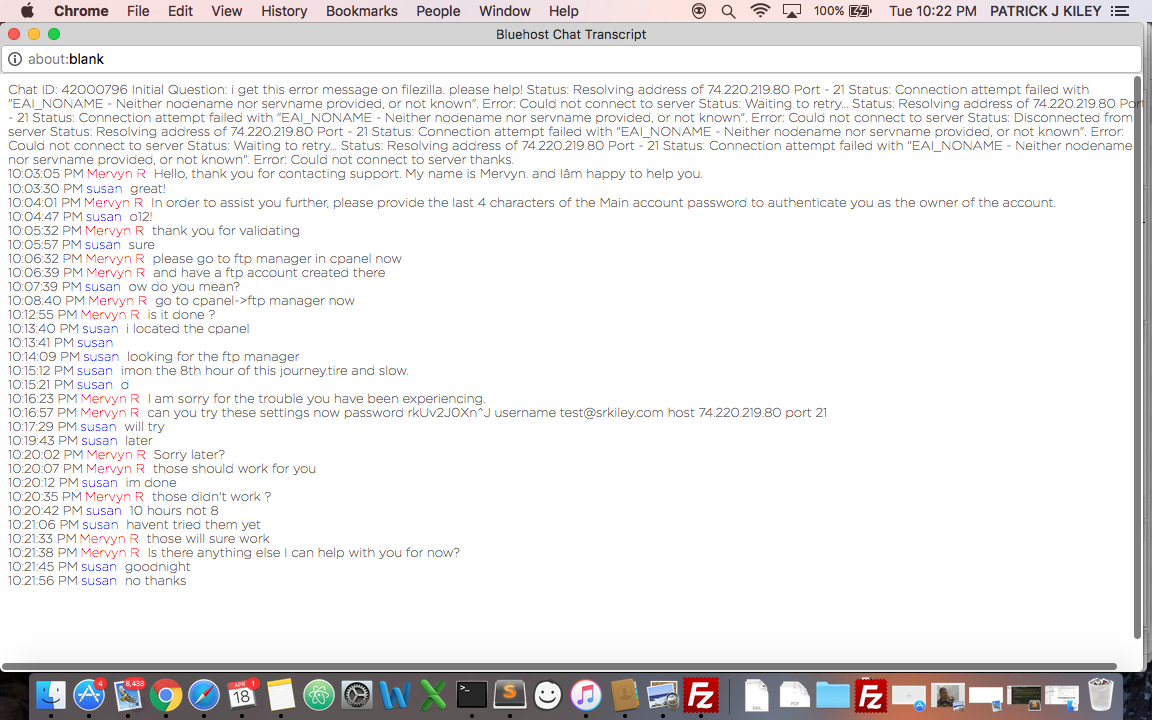 Chrome File Edit View History Bookmarks People Window Help 100% Tue 10:22 PM PATRICK J KILEY
Bluehost Chat Transcript
about:blank
Chat ID: 42000796 Initial Question: i get this error message on filezilla. please help! Status: Resolving address of 74.220.219.80 Port - 21 Status: Connection attempt failed with
"EAI_NONAME - Neither nodename nor servname provided, or not known". Error: Could not connect to server Status: Waiting to retry... Status: Resolving address of 74.220.219.80 Port
- 21 Status: Connection attempt failed with "EAI_NONAME - Neither nodename nor servname provided, or not known". Error: Could not connect to server Status: Disconnected from
server Status: Resolving address of 74.220.219.80 Port - 21 Status: Connection attempt failed with "EAI_NONAME - Neither nodename nor servname provided, or not known". Error:
Could not connect to server Status: Waiting to retry... Status: Resolving address of 74.220.219.80 Port - 21 Status: Connection attempt failed with "EAI_NONAME - Neither nodename
nor servname provided, or not known". Error: Could not connect to server thanks.
10:03:05 PM Mervyn R Hello, thank you for contacting support. My name is Mervyn. and Iâm happy to help you.
10:03:30 PM susan great!
10:04:01 PM Mervyn R In order to assist you further, please provide the last 4 characters of the Main account password to authenticate you as the owner of the account.
10:04:47 PM susan o12!
10:05:32 PM Mervyn R thank you for validating
10:05:57 PM susan sure
10:06:32 PM Mervyn R please go to ftp manager in cpanel now
10:06:39 PM Mervyn R and have a ftp account created there
10:07:39 PM susan ow do you mean?
10:08:40 PM Mervyn R go to cpanel->ftp manager now
10:12:55 PM Mervyn R is it done ?
10:13:40 PM susan i located the cpanel
10:13:41 PM susan
10:14:09 PM susan looking for the ftp manager
10:15:12 PM susan imon the 8th hour of this journey.tire and slow.
10:15:21 PM susan d
10:16:23 PM Mervyn R I am sorry for the trouble you have been experiencing.
10:16:57 PM Mervyn R can you try these settings now password rkUv2J0Xn^J username test@srkiley.com host 74.220.219.80 port 21
10:17:29 PM susan will try
10:19:43 PM susan later
10:20:02 PM Mervyn R Sorry later?
10:20:07 PM Mervyn R those should work for you
10:20:12 PM susan im done
10:20:35 PM Mervyn R those didn't work ?
10:20:42 PM susan 10 hours not 8
10:21:06 PM susan havent tried them yet
10:21:33 PM Mervyn R those will sure work
10:21:38 PM Mervyn R Is there anything else I can help with you for now?
10:21:45 PM susan goodnight
10:21:56 PM susan no thanks
4 8,433 APR 18 1 W X S Fz XML PDF Fz